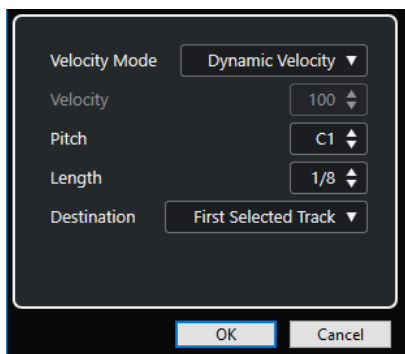 Velocity Mode Dynamic Velocity
Velocity 100
Pitch C1
Length 1/8
Destination First Selected Track
OK Cancel